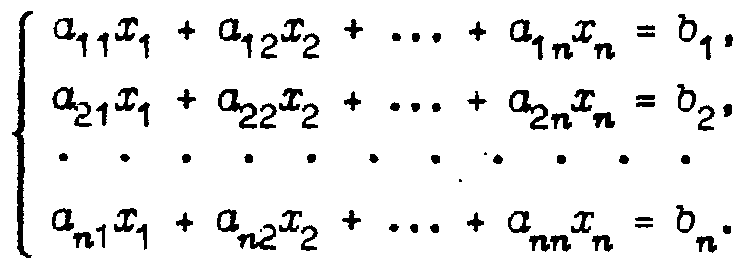 a₁₁x₁ + a₁₂x₂ + ... + a₁ₙxₙ = b₁,
a₂₁x₁ + a₂₂x₂ + ... + a₂ₙxₙ = b₂,
. . . . . . . . . . .
aₙ₁x₁ + aₙ₂x₂ + ... + aₙₙxₙ = bₙ.